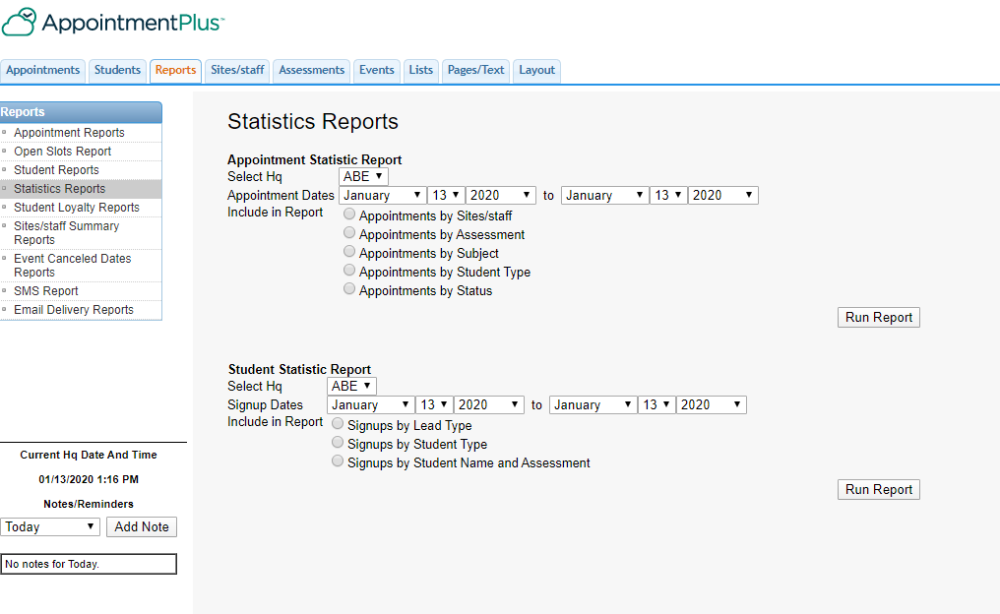 AppointmentPlus
Appointments Students Reports Sites/staff Assessments Events Lists Pages/Text Layout
Reports
Appointment Reports
Open Slots Report
Student Reports
Statistics Reports
Student Loyalty Reports
Sites/staff Summary
Reports
Event Canceled Dates
Reports
SMS Report
Email Delivery Reports
Current Hq Date And Time
01/13/2020 1:16 PM
Notes/Reminders
Today Add Note
No notes for Today.
Statistics Reports
Appointment Statistic Report
Select Hq ABE
Appointment Dates January 13 2020 to January 13 2020
Include in Report Appointments by Sites/staff
Appointments by Assessment
Appointments by Subject
Appointments by Student Type
Appointments by Status
Run Report
Student Statistic Report
Select Hq ABE
Signup Dates January 13 2020 to January 13 2020
Include in Report Signups by Lead Type
Signups by Student Type
Signups by Student Name and Assessment
Run Report